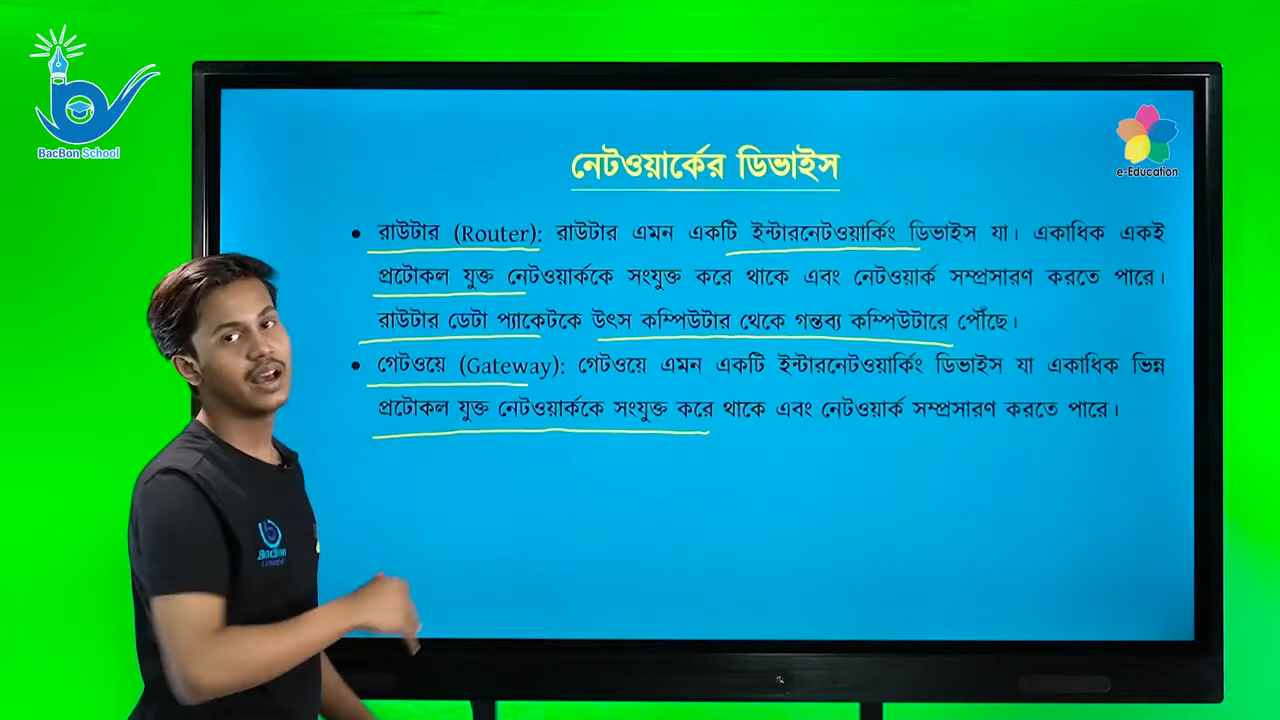 BacBon School
e-Education
নেটওয়ার্কের ডিভাইস
• রাউটার (Router): রাউটার এমন একটি ইন্টারনেটওয়ার্কিং ডিভাইস যা। একাধিক একই
প্রটোকল যুক্ত নেটওয়ার্ককে সংযুক্ত করে থাকে এবং নেটওয়ার্ক সম্প্রসারণ করতে পারে।
রাউটার ডেটা প্যাকেটকে উৎস কম্পিউটার থেকে গন্তব্য কম্পিউটারে পৌঁছে।
• গেটওয়ে (Gateway): গেটওয়ে এমন একটি ইন্টারনেটওয়ার্কিং ডিভাইস যা একাধিক ভিন্ন
প্রটোকল যুক্ত নেটওয়ার্ককে সংযুক্ত করে থাকে এবং নেটওয়ার্ক সম্প্রসারণ করতে পারে।
BacBon